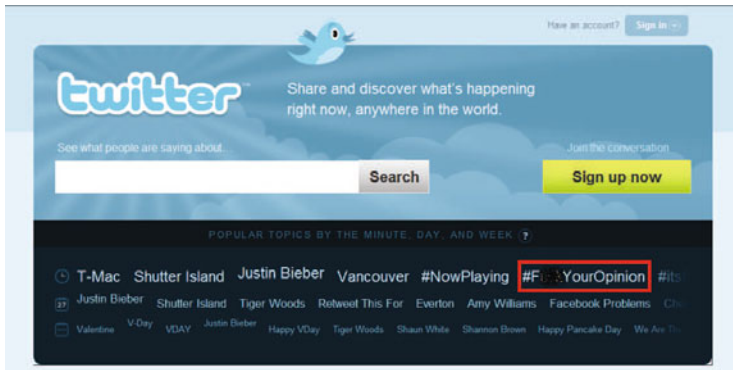 Have an account? Sign in
twitter
Share and discover what's happening
right now, anywhere in the world.
See what people are saying about...
Join the conversation
Search
Sign up now
POPULAR TOPICS BY THE MINUTE, DAY, AND WEEK ?
T-Mac Shutter Island Justin Bieber Vancouver #NowPlaying #F YourOpinion #its
27 Justin Bieber Shutter Island Tiger Woods Retweet This For Everton Amy Williams Facebook Problems
Valentine V-Day VDAY Justin Bieber Happy VDay Tiger Woods Shaun White Shannon Brown Happy Pancake Day We Are